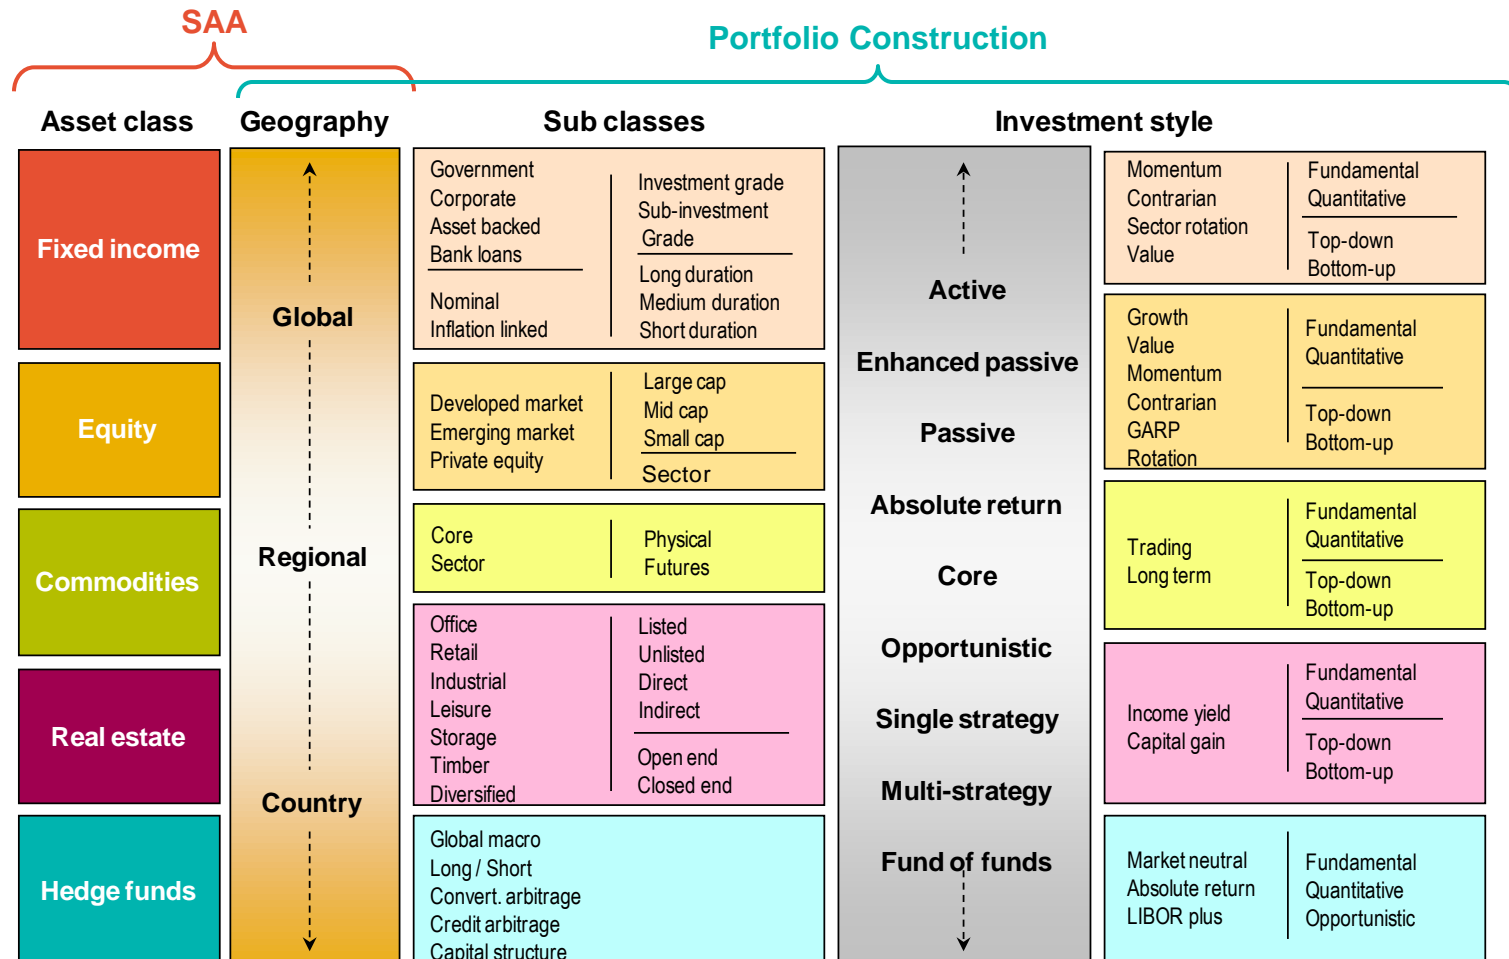 SAA
Portfolio Construction
Asset class
Geography
Sub classes
Investment style
Fixed income
Equity
Commodities
Real estate
Hedge funds
Global
Regional
Country
Government
Corporate
Asset backed
Bank loans
Nominal
Inflation linked
Investment grade
Sub-investment
Grade
Long duration
Medium duration
Short duration
Developed market
Emerging market
Private equity
Large cap
Mid cap
Small cap
Sector
Core
Sector
Physical
Futures
Office
Retail
Industrial
Leisure
Storage
Timber
Diversified
Listed
Unlisted
Direct
Indirect
Open end
Closed end
Global macro
Long / Short
Convert. arbitrage
Credit arbitrage
Capital structure
Active
Enhanced passive
Passive
Absolute return
Core
Opportunistic
Single strategy
Multi-strategy
Fund of funds
Momentum
Contrarian
Sector rotation
Value
Fundamental
Quantitative
Top-down
Bottom-up
Growth
Value
Momentum
Contrarian
GARP
Rotation
Fundamental
Quantitative
Top-down
Bottom-up
Trading
Long term
Fundamental
Quantitative
Top-down
Bottom-up
Income yield
Capital gain
Fundamental
Quantitative
Top-down
Bottom-up
Market neutral
Absolute return
LIBOR plus
Fundamental
Quantitative
Opportunistic